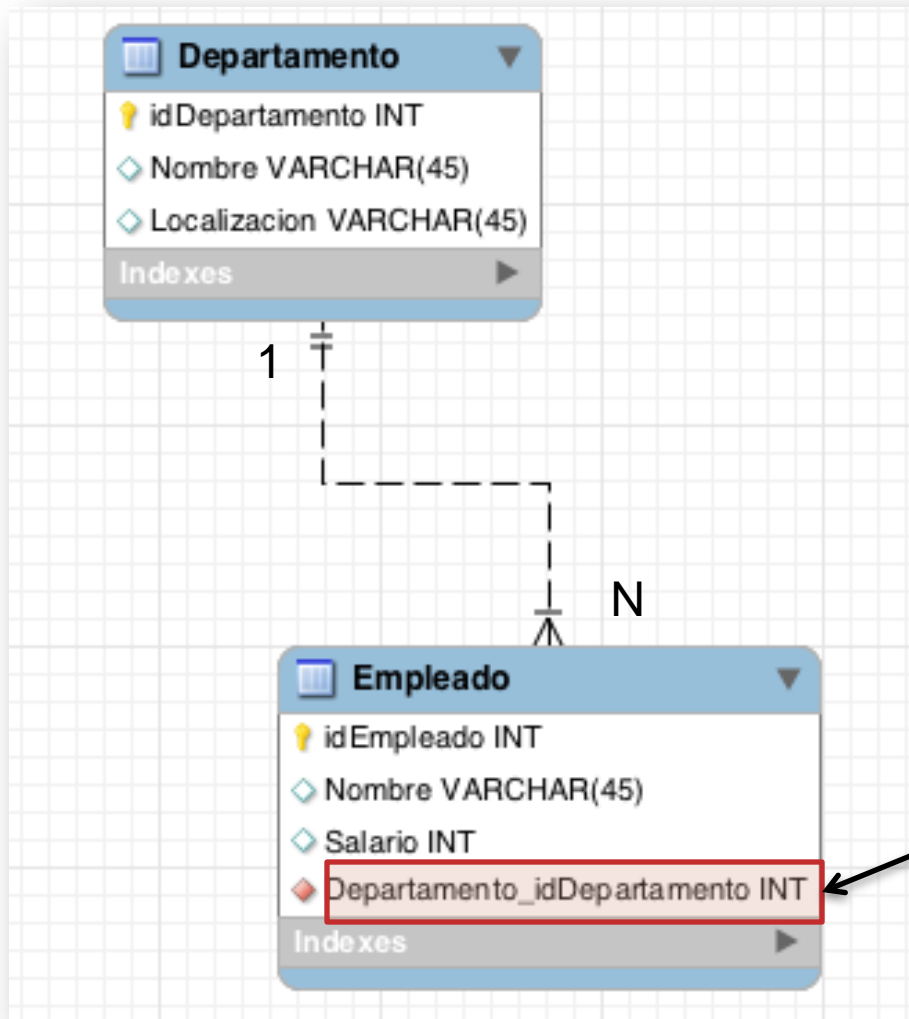 Departamento
idDepartamento INT
Nombre VARCHAR(45)
Localizacion VARCHAR(45)
Indexes
1
N
Empleado
idEmpleado INT
Nombre VARCHAR(45)
Salario INT
Departamento_idDepartamento INT
Indexes